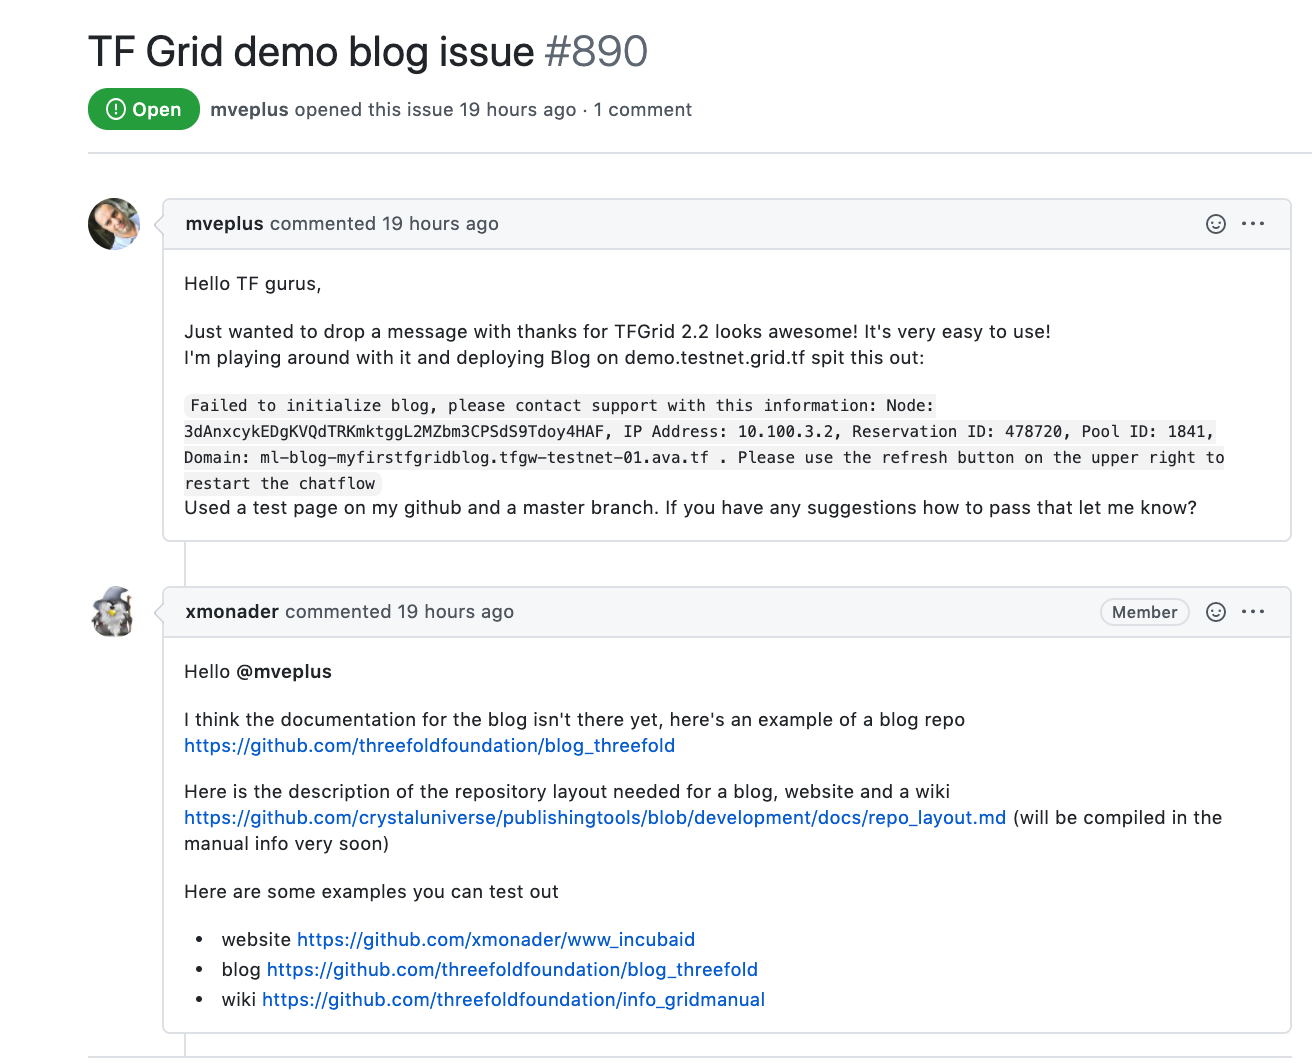 TF Grid demo blog issue #890
Open mveplus opened this issue 19 hours ago · 1 comment
mveplus commented 19 hours ago
Hello TF gurus,
Just wanted to drop a message with thanks for TFGrid 2.2 looks awesome! It's very easy to use!
I'm playing around with it and deploying Blog on demo.testnet.grid.tf spit this out:
Failed to initialize blog, please contact support with this information: Node:
3dAnxcykEDgKVQdTRKmktggL2MZbm3CPSdS9Tdoy4HAF, IP Address: 10.100.3.2, Reservation ID: 478720, Pool ID: 1841,
Domain: ml-blog-myfirstfgridblog.tfgw-testnet-01.ava.tf . Please use the refresh button on the upper right to
restart the chatflow
Used a test page on my github and a master branch. If you have any suggestions how to pass that let me know?
xmonader commented 19 hours ago Member
Hello @mveplus
I think the documentation for the blog isn't there yet, here's an example of a blog repo
https://github.com/threefoldfoundation/blog_threefold
Here is the description of the repository layout needed for a blog, website and a wiki
https://github.com/crystaluniverse/publishingtools/blob/development/docs/repo_layout.md (will be compiled in the
manual info very soon)
Here are some examples you can test out
• website https://github.com/xmonader/www_incubaid
• blog https://github.com/threefoldfoundation/blog_threefold
• wiki https://github.com/threefoldfoundation/info_gridmanual